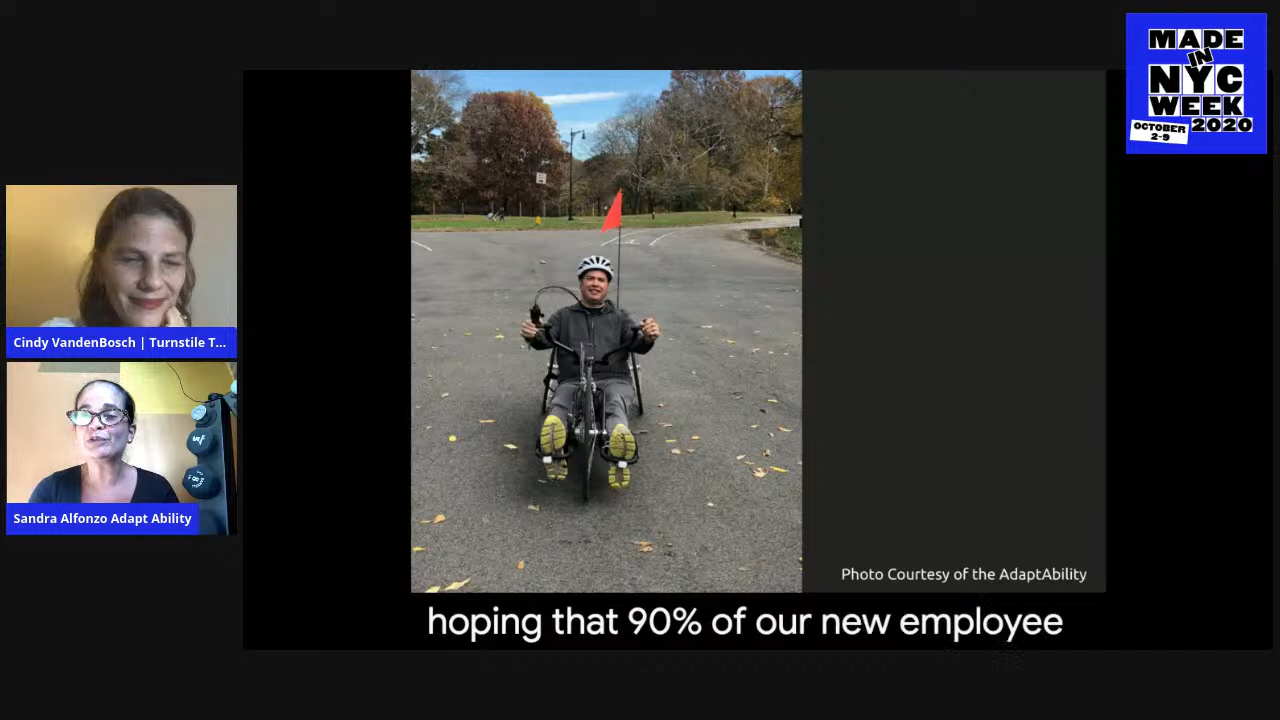 MADE
IN
NYC
WEEK
2020
OCTOBER
2-9
Cindy VandenBosch | Turnstile T...
Sandra Alfonzo Adapt Ability
Photo Courtesy of the AdaptAbility
hoping that 90% of our new employee